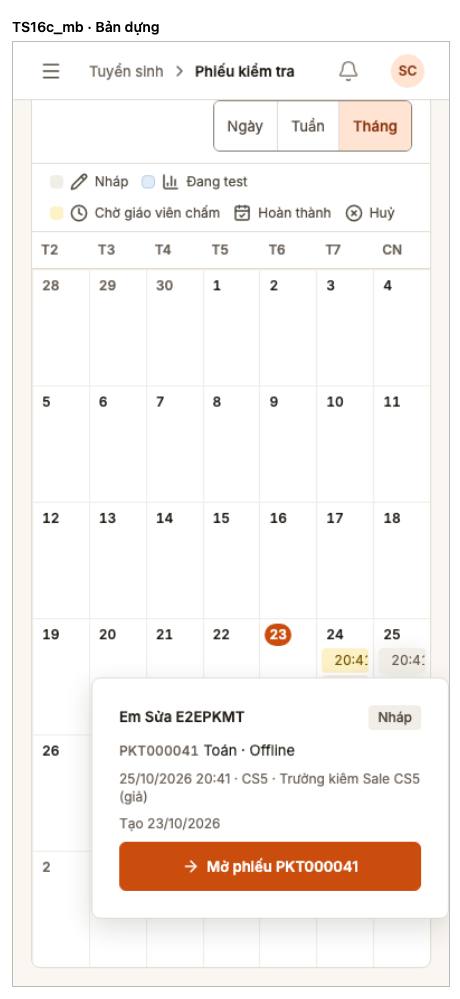 TS16c_mb · Bản dựng
Tuyển sinh > Phiếu kiểm tra SC
Ngày Tuần Tháng
Nháp Đang test
Chờ giáo viên chấm Hoàn thành Huỷ
T2 T3 T4 T5 T6 T7 CN
28 29 30 1 2 3 4
5 6 7 8 9 10 11
12 13 14 15 16 17 18
19 20 21 22 23 24 25
20:41 20:41
Em Sửa E2EPKMT Nháp
PKT000041 Toán · Offline
25/10/2026 20:41 · CS5 · Trưởng kiêm Sale CS5
(giả)
Tạo 23/10/2026
26
→ Mở phiếu PKT000041
2